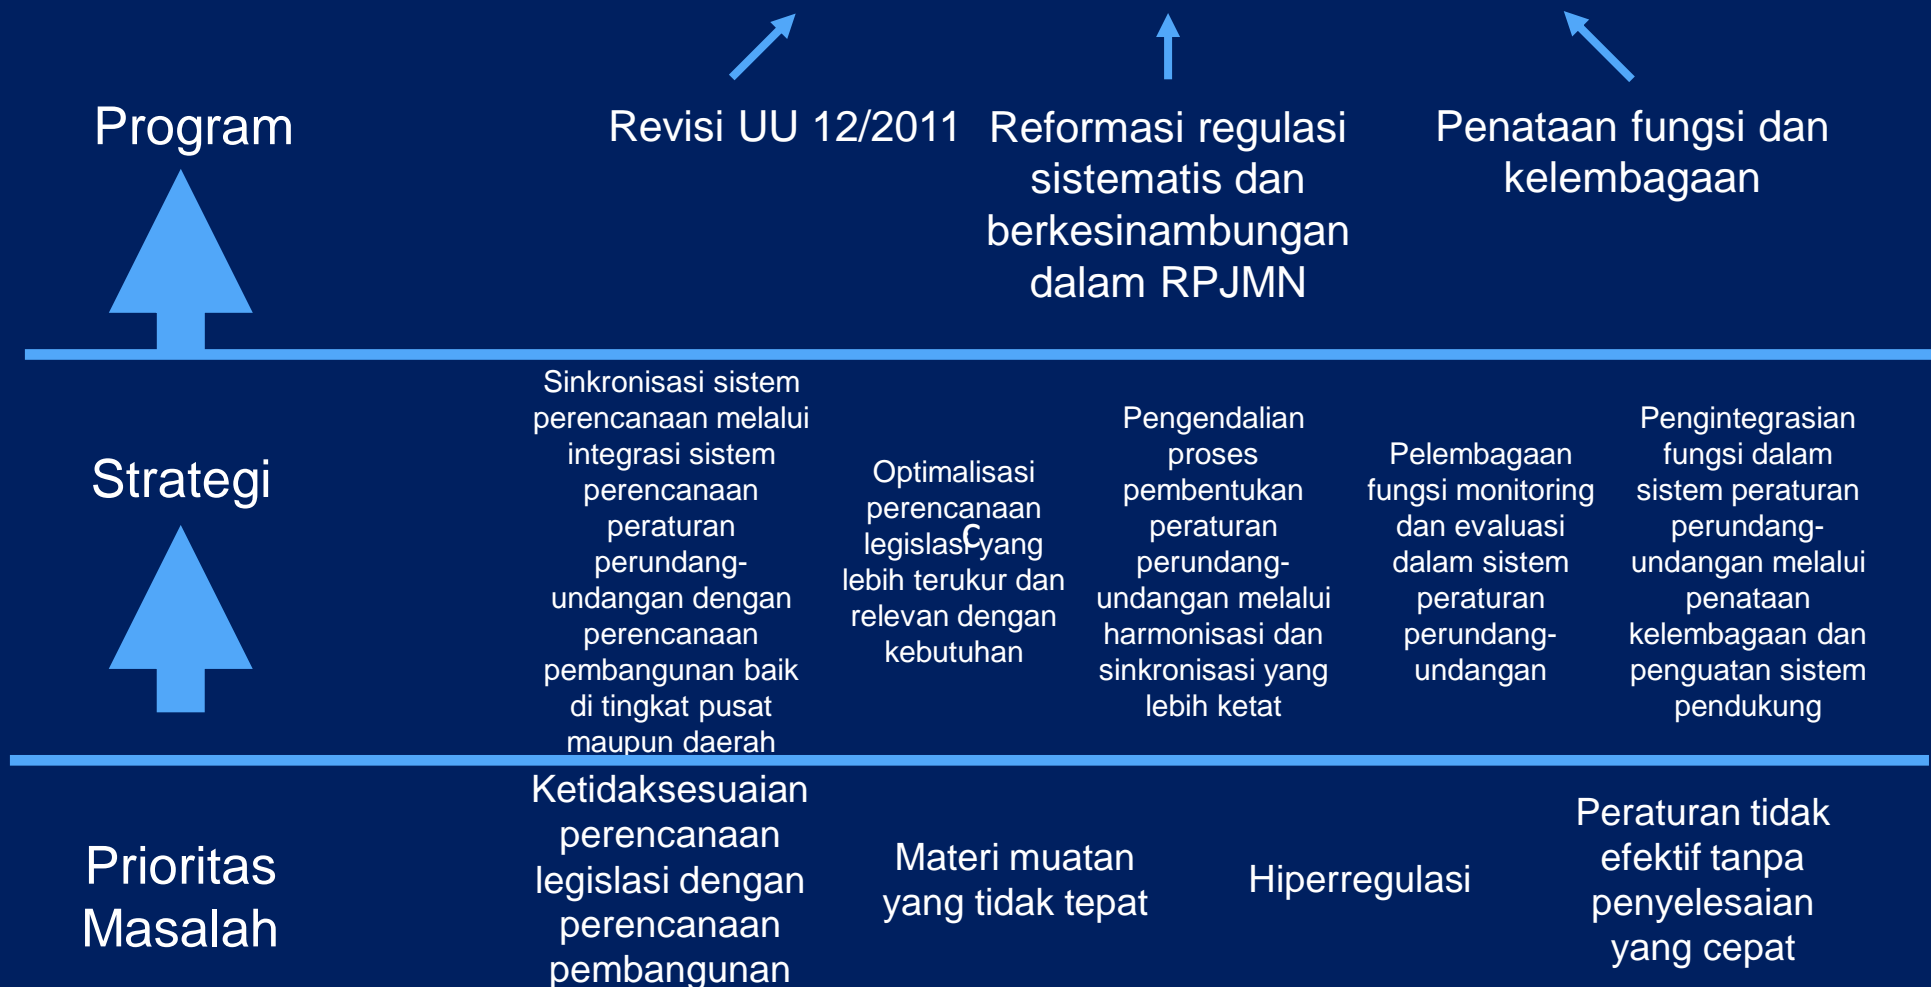 Program
Revisi UU 12/2011
Reformasi regulasi
sistematis dan
berkesinambungan
dalam RPJMN
Penataan fungsi dan
kelembagaan
Strategi
Sinkronisasi sistem
perencanaan melalui
integrasi sistem
perencanaan
peraturan
perundang-
undangan dengan
perencanaan
pembangunan baik
di tingkat pusat
maupun daerah
Optimalisasi
perencanaan
legislasi yang
lebih terukur dan
relevan dengan
kebutuhan
C
Pengendalian
proses
pembentukan
peraturan
perundang-
undangan melalui
harmonisasi dan
sinkronisasi yang
lebih ketat
Pelembagaan
fungsi monitoring
dan evaluasi
dalam sistem
peraturan
perundang-
undangan
Pengintegrasian
fungsi dalam
sistem peraturan
perundang-
undangan melalui
penataan
kelembagaan dan
penguatan sistem
pendukung
Prioritas
Masalah
Ketidaksesuaian
perencanaan
legislasi dengan
perencanaan
pembangunan
Materi muatan
yang tidak tepat
Hiperregulasi
Peraturan tidak
efektif tanpa
penyelesaian
yang cepat